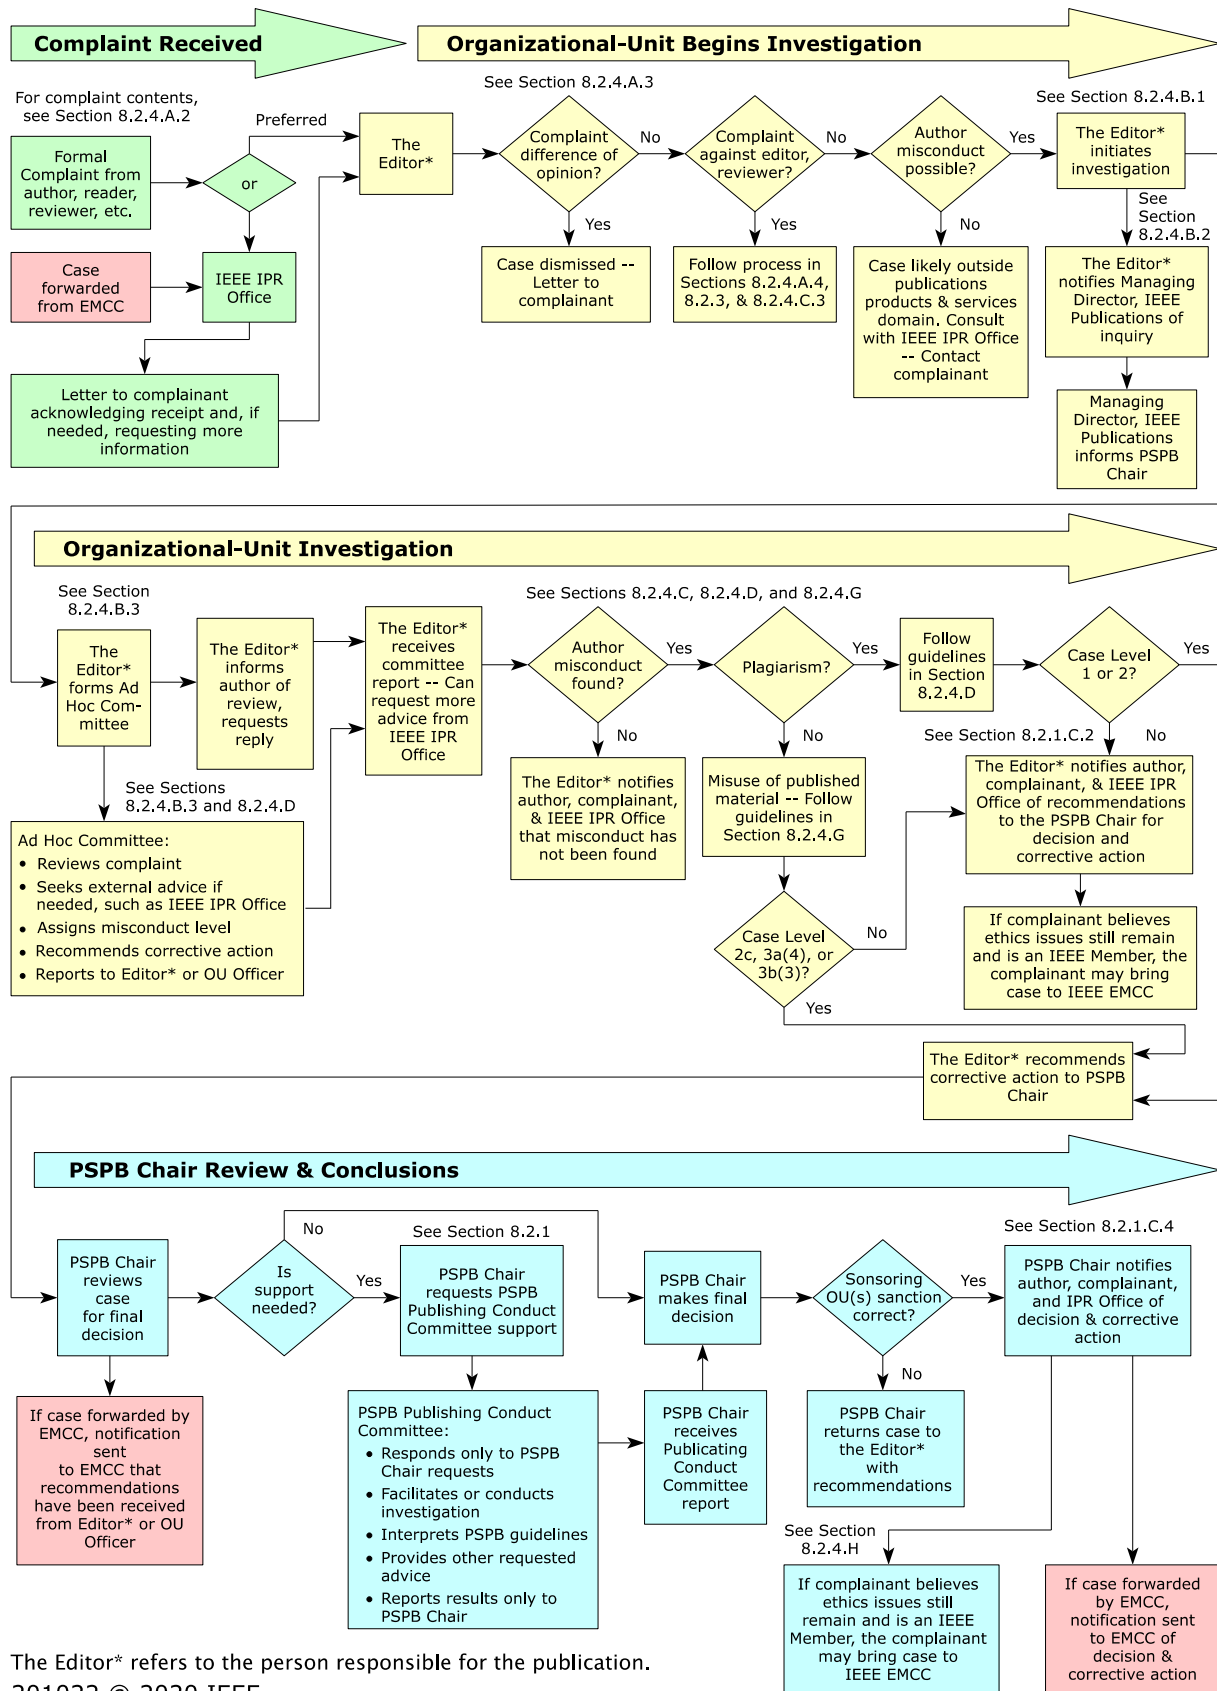 Complaint Received
Organizational-Unit Begins Investigation
For complaint contents,
see Section 8.2.4.A.2
Formal
Complaint from
author, reader,
reviewer, etc.
or
Preferred
Case
forwarded
from EMCC
IEEE IPR
Office
Letter to complainant
acknowledging receipt and, if
needed, requesting more
information
The
Editor*
See Section 8.2.4.A.3
Complaint
difference of
opinion?
No
Yes
Case dismissed --
Letter to
complainant
Complaint
against editor,
reviewer?
No
Yes
Follow process in
Sections 8.2.4.A.4,
8.2.3, & 8.2.4.C.3
Author
misconduct
possible?
Yes
No
Case likely outside
publications
products & services
domain. Consult
with IEEE IPR Office
-- Contact
complainant
See Section 8.2.4.B.1
The Editor*
initiates
investigation
See
Section
8.2.4.B.2
The Editor*
notifies Managing
Director, IEEE
Publications of
inquiry
Managing
Director, IEEE
Publications
informs PSPB
Chair
Organizational-Unit Investigation
See Section
8.2.4.B.3
The
Editor*
forms Ad
Hoc Com-
mittee
The Editor*
informs
author of
review,
requests
reply
See Sections
8.2.4.B.3 and 8.2.4.D
Ad Hoc Committee:
• Reviews complaint
• Seeks external advice if
needed, such as IEEE IPR Office
• Assigns misconduct level
• Recommends corrective action
• Reports to Editor* or OU Officer
The Editor*
receives
committee
report -- Can
request more
advice from
IEEE IPR
Office
See Sections 8.2.4.C, 8.2.4.D, and 8.2.4.G
Author
misconduct
found?
Yes
No
The Editor* notifies
author, complainant,
& IEEE IPR Office
that misconduct has
not been found
Plagiarism?
Yes
No
Misuse of published
material -- Follow
guidelines in
Section 8.2.4.G
Case Level
2c, 3a(4), or
3b(3)?
No
Yes
Follow
guidelines
in Section
8.2.4.D
Case Level
1 or 2?
Yes
No
See Section 8.2.1.C.2
The Editor* notifies author,
complainant, & IEEE IPR
Office of recommendations
to the PSPB Chair for
decision and
corrective action
If complainant believes
ethics issues still remain
and is an IEEE Member, the
complainant may bring
case to IEEE EMCC
The Editor* recommends
corrective action to PSPB
Chair
PSPB Chair Review & Conclusions
PSPB Chair
reviews
case
for final
decision
If case forwarded by
EMCC, notification
sent
to EMCC that
recommendations
have been received
from Editor* or OU
Officer
Is
support
needed?
No
Yes
See Section 8.2.1
PSPB Chair
requests PSPB
Publishing Conduct
Committee support
PSPB Publishing Conduct
Committee:
• Responds only to PSPB
Chair requests
• Facilitates or conducts
investigation
• Interprets PSPB guidelines
• Provides other requested
advice
• Reports results only to
PSPB Chair
PSPB Chair
makes final
decision
PSPB Chair
receives
Publicating
Conduct
Committee
report
Sonsoring
OU(s) sanction
correct?
Yes
No
PSPB Chair
returns case to
the Editor*
with
recommendations
See Section 8.2.1.C.4
PSPB Chair notifies
author, complainant,
and IPR Office of
decision & corrective
action
See Section
8.2.4.H
If complainant believes
ethics issues still
remain and is an IEEE
Member, the complainant
may bring case to
IEEE EMCC
If case forwarded
by EMCC,
notification sent
to EMCC of
decision &
corrective action
The Editor* refers to the person responsible for the publication.
201022 © 2020 IEEE